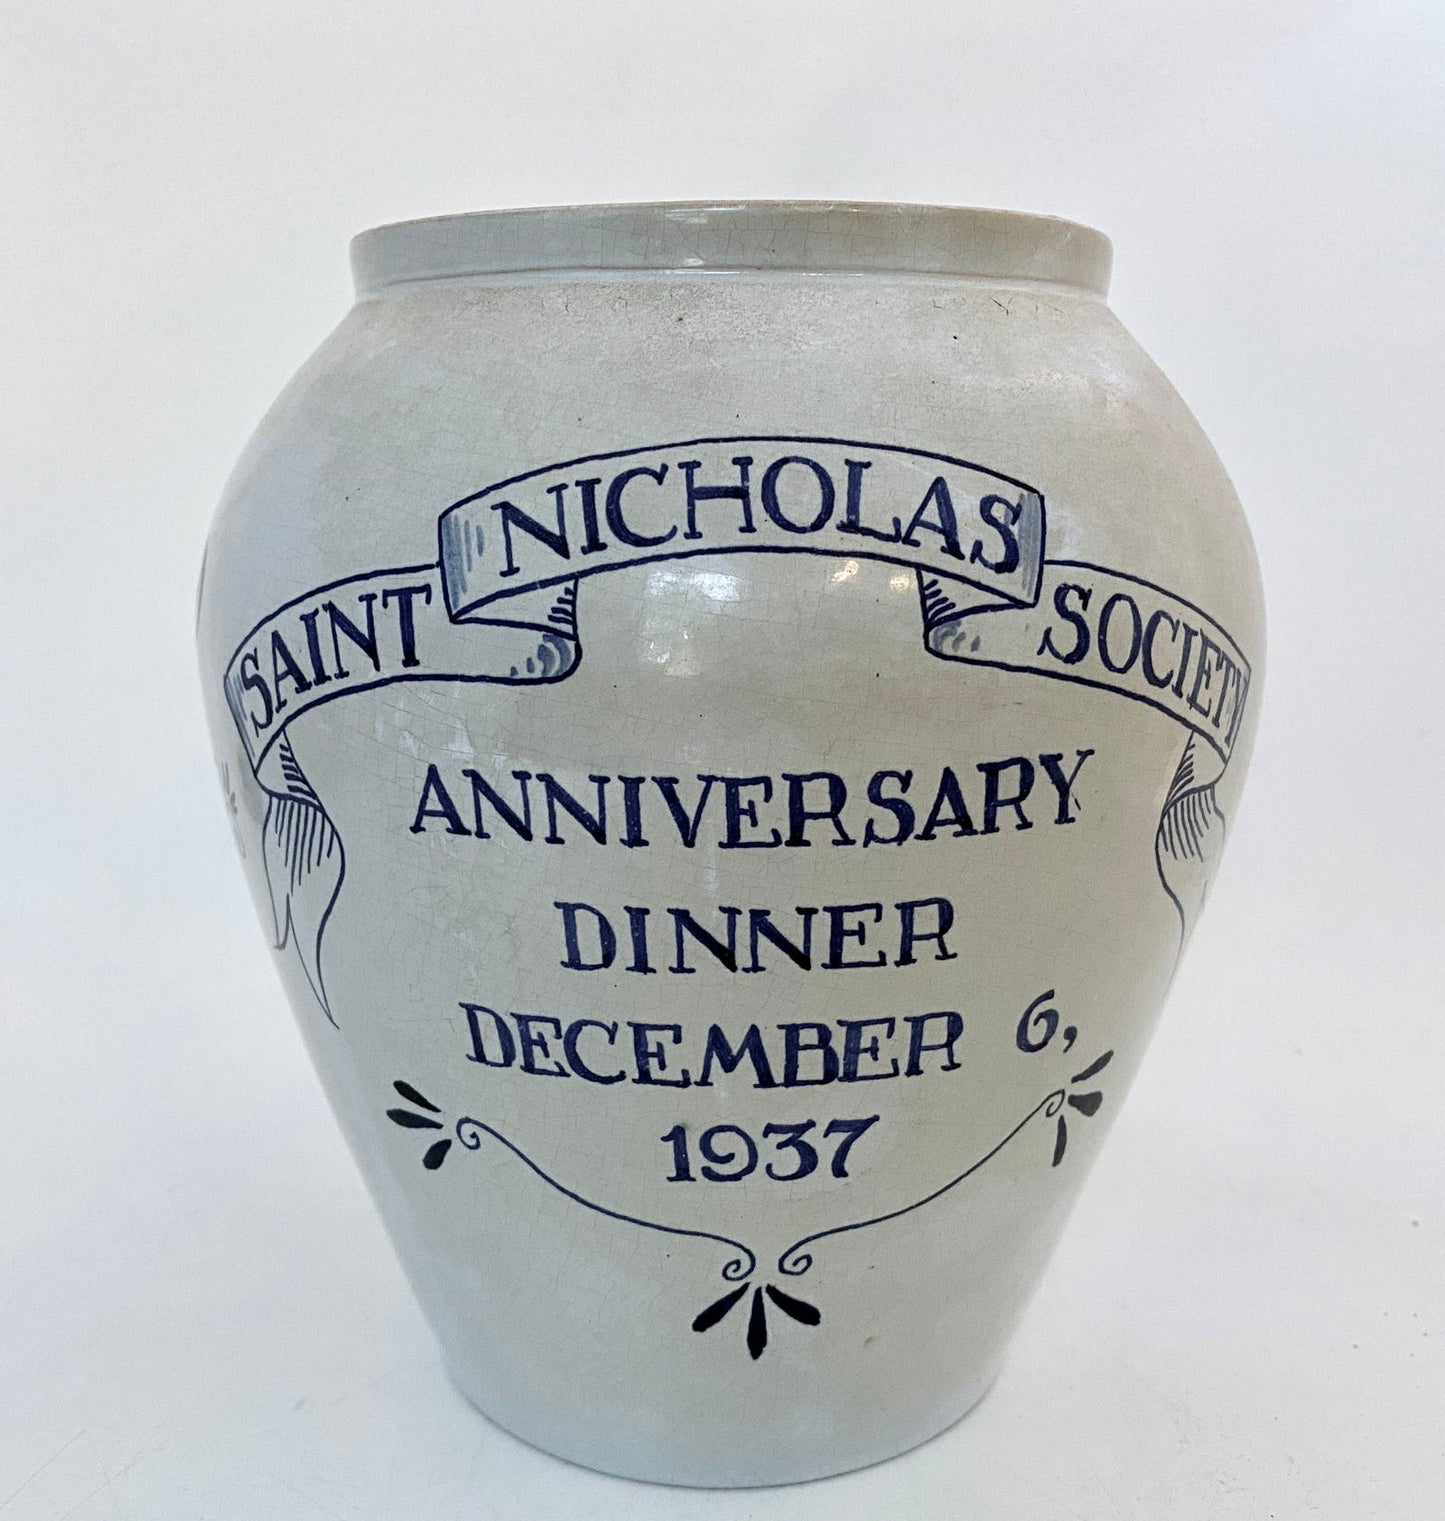 SAINT NICHOLAS SOCIETY
ANNIVERSARY
DINNER
DECEMBER 6,
1937